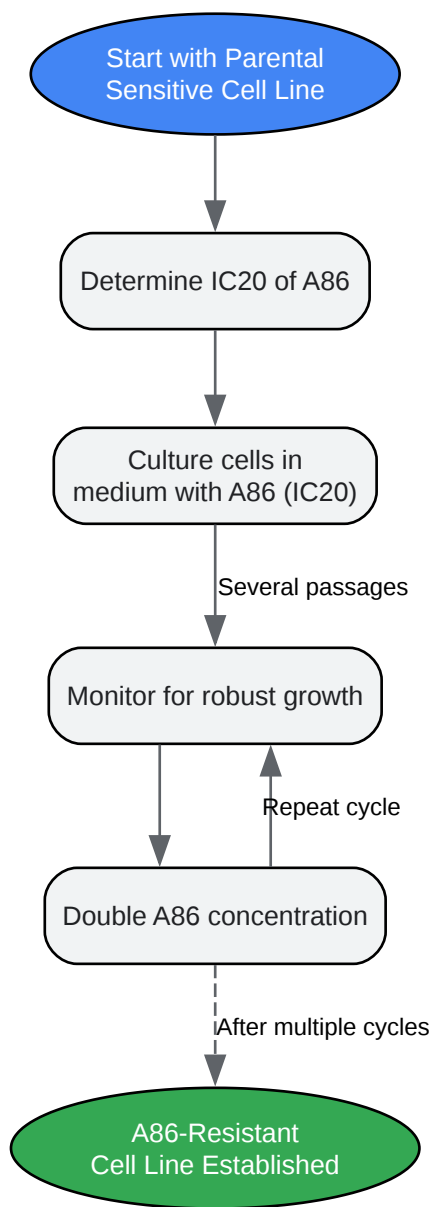 Start with Parental
Sensitive Cell Line
Determine IC20 of A86
Culture cells in
medium with A86 (IC20)
Several passages
Monitor for robust growth
Repeat cycle
Double A86 concentration
After multiple cycles
A86-Resistant
Cell Line Established